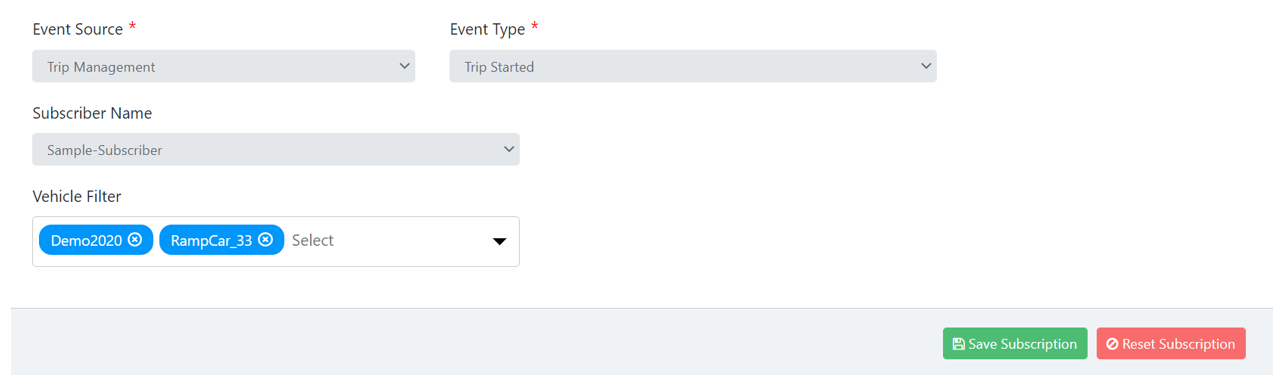 Event Source * Event Type *
Trip Management Trip Started
Subscriber Name
Sample-Subscriber
Vehicle Filter
Demo2020 RampCar_33 Select
Save Subscription Reset Subscription